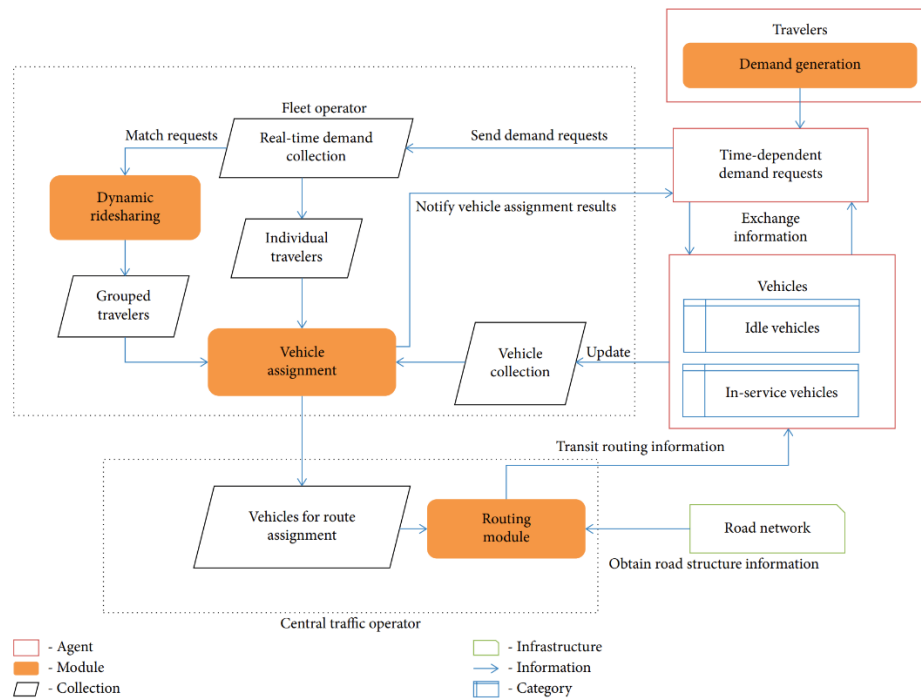 Travelers
Demand generation
Fleet operator
Match requests
Real-time demand
collection
Send demand requests
Time-dependent
demand requests
Dynamic
ridesharing
Notify vehicle assignment results
Individual
travelers
Exchange
information
Grouped
travelers
Vehicles
Idle vehicles
Vehicle
assignment
Vehicle
collection
Update
In-service vehicles
Transit routing information
Vehicles for route
assignment
Routing
module
Road network
Obtain road structure information
Central traffic operator
- Agent
- Module
- Collection
- Infrastructure
- Information
- Category